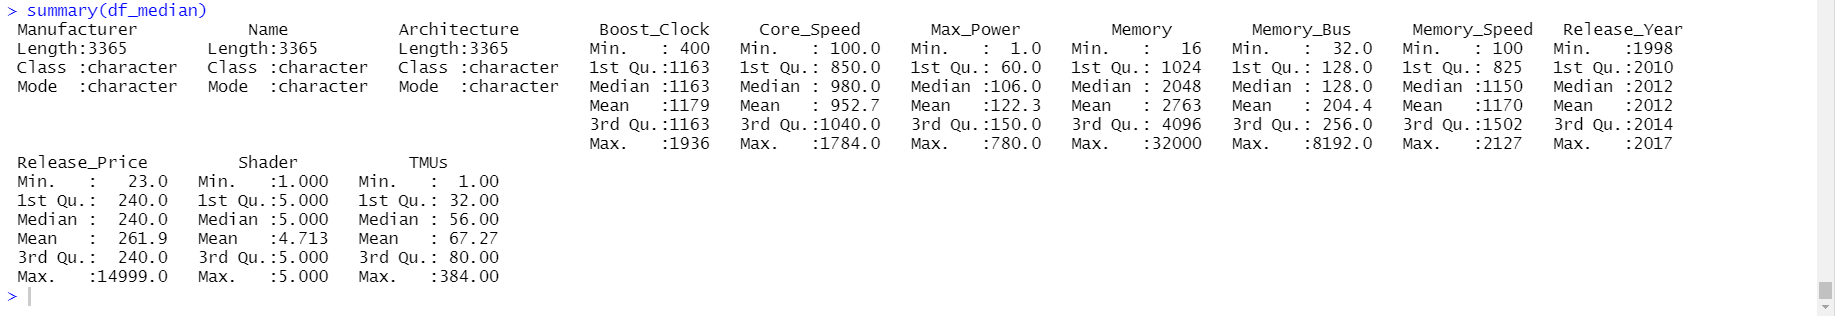 > summary(df_median)
 Manufacturer           Name           Architecture        Boost_Clock     Core_Speed       Max_Power         Memory        Memory_Bus      Memory_Speed   Release_Year
 Length:3365        Length:3365        Length:3365        Min.   : 400   Min.   : 100.0   Min.   :  1.0   Min.   :   16   Min.   :  32.0   Min.   : 100   Min.   :1998
 Class :character   Class :character   Class :character   1st Qu.:1163   1st Qu.: 850.0   1st Qu.: 60.0   1st Qu.: 1024   1st Qu.: 128.0   1st Qu.: 825   1st Qu.:2010
 Mode  :character   Mode  :character   Mode  :character   Median :1163   Median : 980.0   Median :106.0   Median : 2048   Median : 128.0   Median :1150   Median :2012
                                                          Mean   :1179   Mean   : 952.7   Mean   :122.3   Mean   : 2763   Mean   : 204.4   Mean   :1170   Mean   :2012
                                                          3rd Qu.:1163   3rd Qu.:1040.0   3rd Qu.:150.0   3rd Qu.: 4096   3rd Qu.: 256.0   3rd Qu.:1502   3rd Qu.:2014
                                                          Max.   :1936   Max.   :1784.0   Max.   :780.0   Max.   :32000   Max.   :8192.0   Max.   :2127   Max.   :2017
 Release_Price         Shader           TMUs
 Min.   :   23.0   Min.   :1.000   Min.   :  1.00
 1st Qu.:  240.0   1st Qu.:5.000   1st Qu.: 32.00
 Median :  240.0   Median :5.000   Median : 56.00
 Mean   :  261.9   Mean   :4.713   Mean   : 67.27
 3rd Qu.:  240.0   3rd Qu.:5.000   3rd Qu.: 80.00
 Max.   :14999.0   Max.   :5.000   Max.   :384.00
>